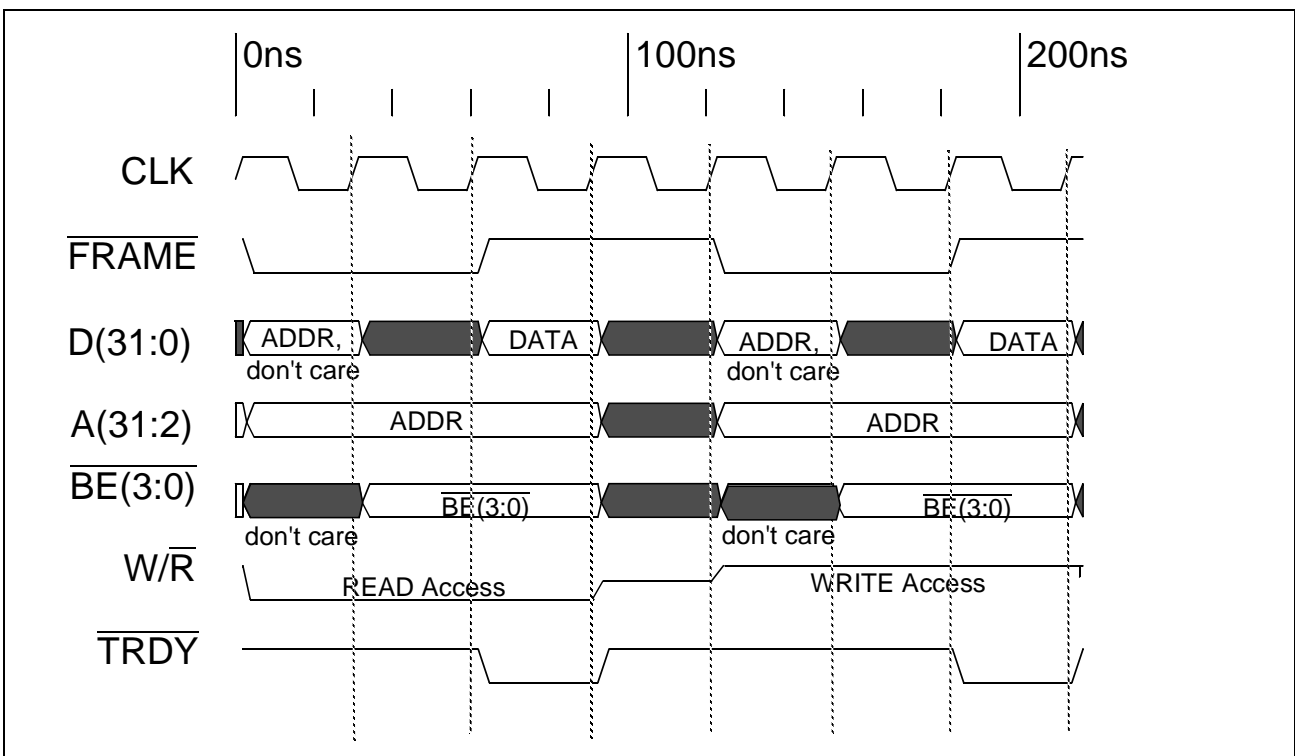 0ns 100ns 200ns
CLK
FRAME
D(31:0) ADDR, DATA ADDR, DATA
don't care don't care
A(31:2) ADDR ADDR
BE(3:0) BE(3:0) BE(3:0)
don't care don't care
W/R READ Access WRITE Access
TRDY